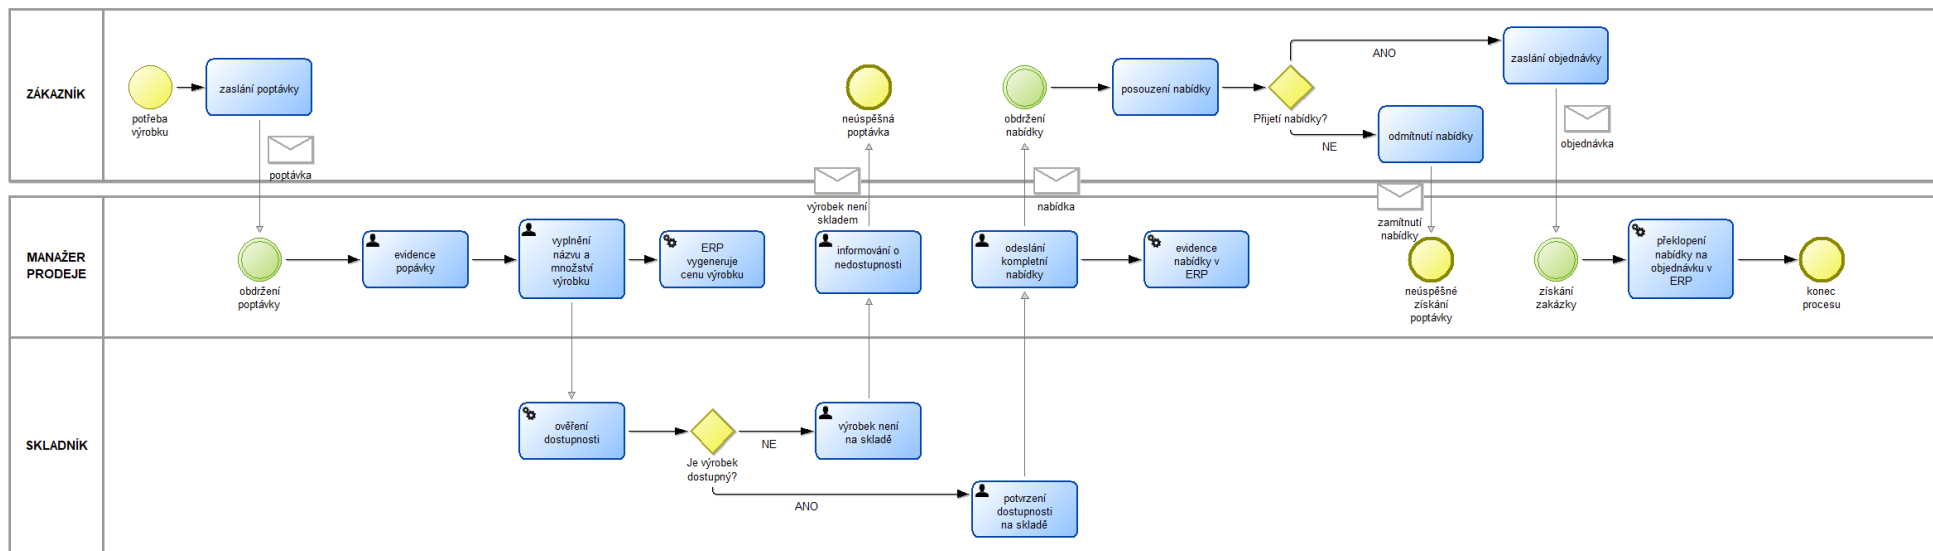 ZÁKAZNÍK
potřeba
výrobku
zaslání poptávky
poptávka
neúspěšná
poptávka
výrobek není
skladem
obdržení
nabídky
nabídka
posouzení nabídky
Přijetí nabídky?
ANO
NE
odmítnutí nabídky
zamítnutí
nabídky
zaslání objednávky
objednávka
MANAŽER
PRODEJE
obdržení
poptávky
evidence
popávky
vyplnění
názvu a
množství
výrobku
ERP
vygeneruje
cenu výrobku
informování o
nedostupnosti
odeslání
kompletní
nabídky
evidence
nabídky v
ERP
neúspěšné
získání
poptávky
získání
zakázky
překlopení
nabídky na
objednávku v
ERP
konec
procesu
SKLADNÍK
ověření
dostupnosti
Je výrobek
dostupný?
NE
výrobek není
na skladě
ANO
potvrzení
dostupnosti
na skladě